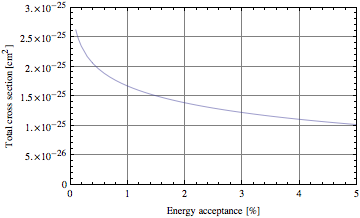 Total cross section [cm²]
3.×10⁻²⁵
2.5×10⁻²⁵
2.×10⁻²⁵
1.5×10⁻²⁵
1.×10⁻²⁵
5.×10⁻²⁶
0
0 1 2 3 4 5
Energy acceptance [%]